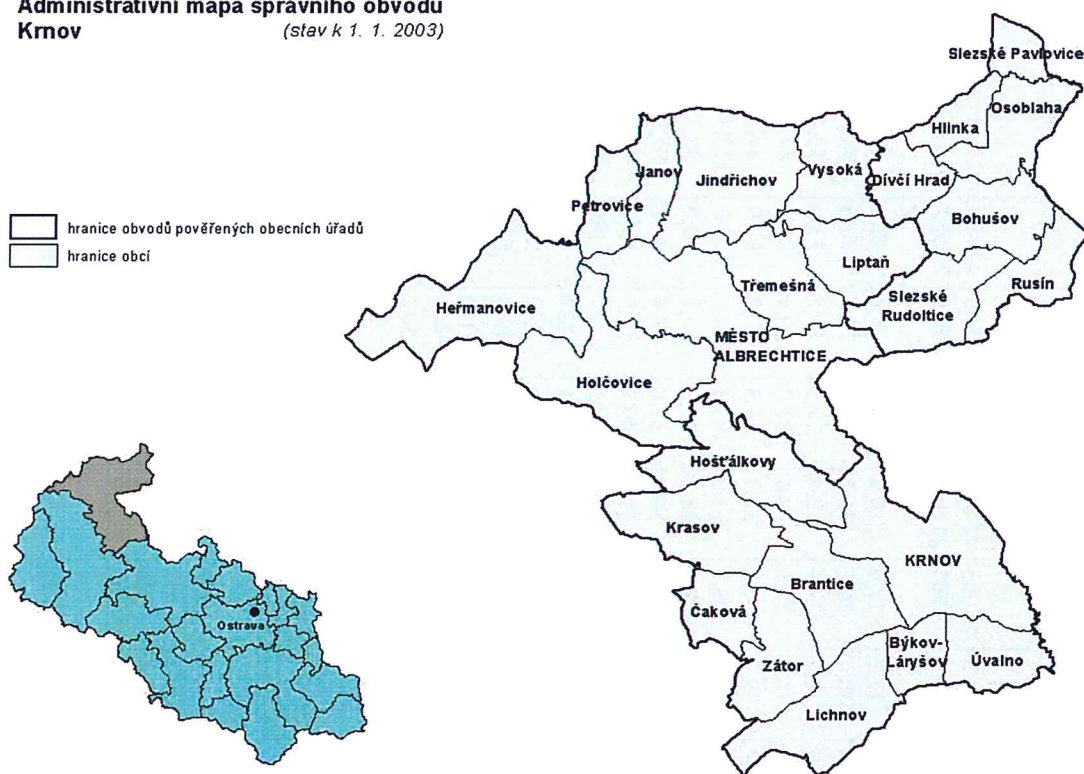 Administrativní mapa správního obvodu
Krnov (stav k 1. 1. 2003)
hranice obvodů pověřených obecních úřadů
hranice obcí
Slezské Pavlovice
Osoblaha
Hlinka
Janov
Jindřichov
Vysoká
Dívčí Hrad
Petrovice
Bohušov
Liptaň
Třemešná
Rusín
Slezské
Rudoltice
Heřmanovice
MĚSTO
ALBRECHTICE
Holčovice
Hošťálkovy
Krasov
KRNOV
Brantice
Čaková
Býkov-
Láryšov
Úvalno
Zátor
Lichnov
Ostrava